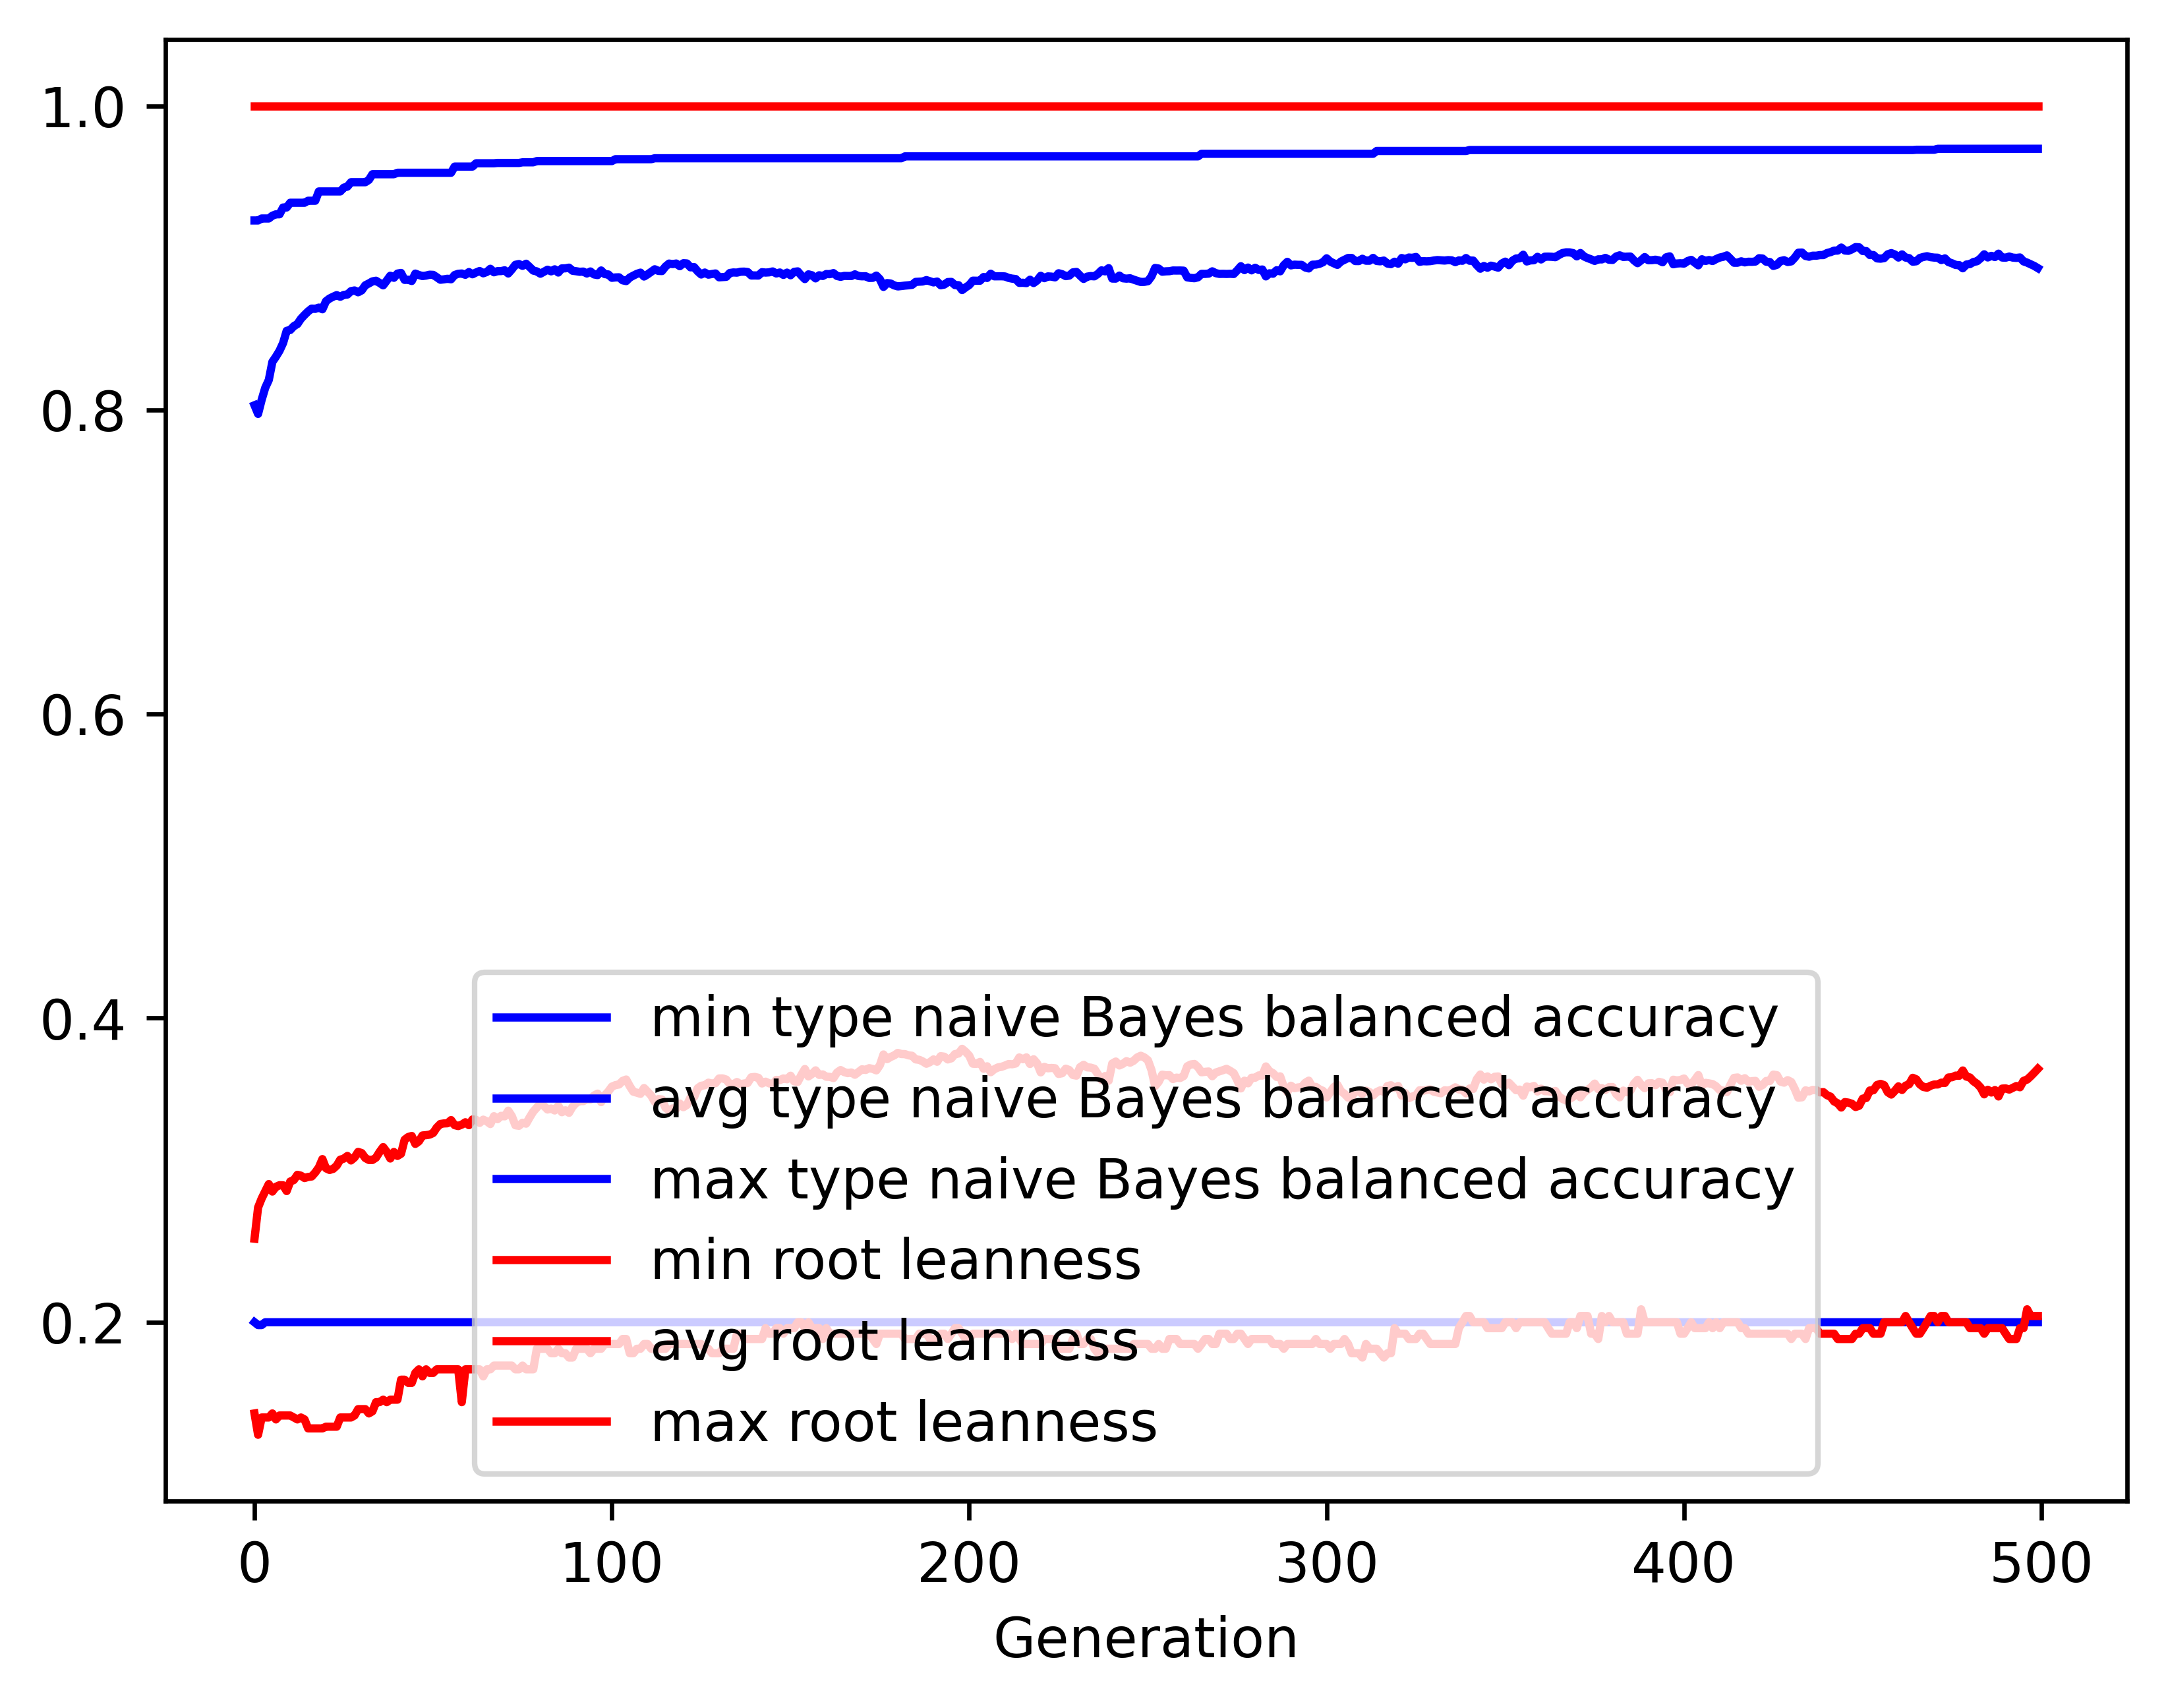 1.0
0.8
0.6
0.4
0.2
min type naive Bayes balanced accuracy
avg type naive Bayes balanced accuracy
max type naive Bayes balanced accuracy
min root leanness
avg root leanness
max root leanness
0 100 200 300 400 500
Generation